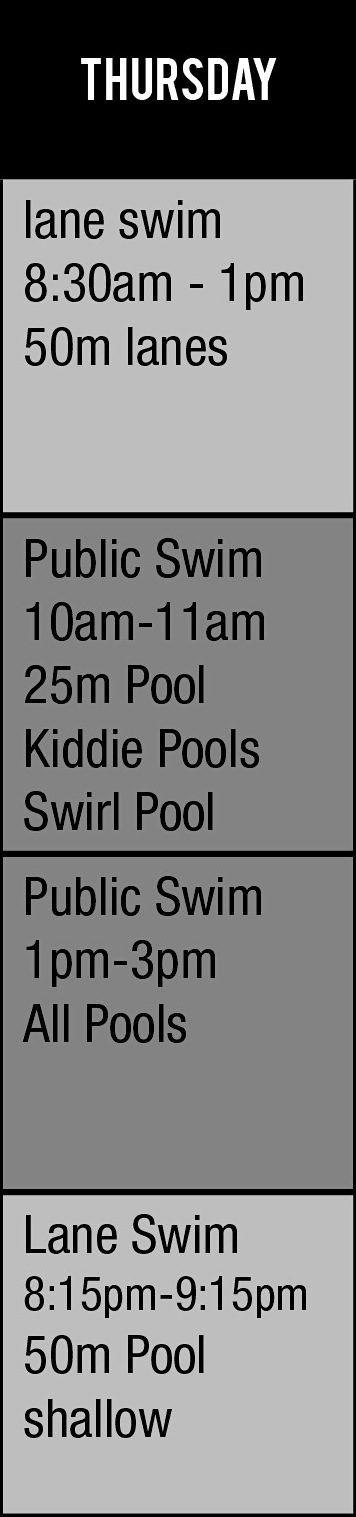 THURSDAY
lane swim
8:30am - 1pm
50m lanes
Public Swim
10am-11am
25m Pool
Kiddie Pools
Swirl Pool
Public Swim
1pm-3pm
All Pools
Lane Swim
8:15pm-9:15pm
50m Pool
shallow